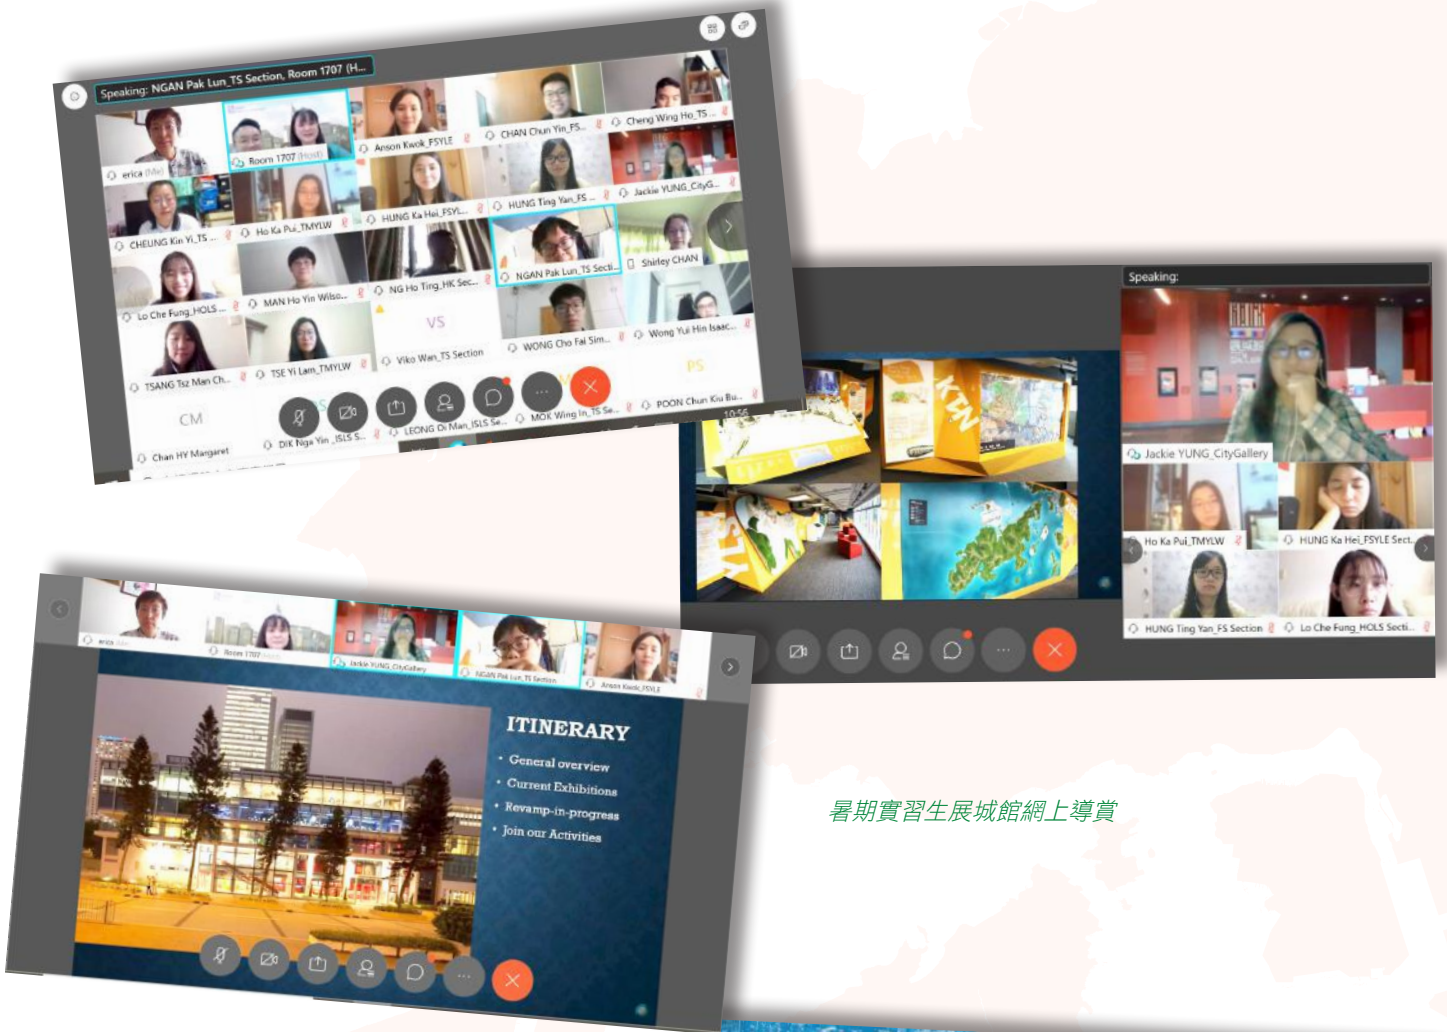 Speaking: NGAN Pak Lun_TS Section, Room 1707 (H...
erica (Me)
Room 1707 (Host)
Anson Kwok_FSYLE
CHAN Chun Yin_FS...
Cheng Wing Ho_TS ...
CHEUNG Kin Yi_TS ...
Ho Ka Pui_TMYLW
HUNG Ka Hei_FSYL...
HUNG Ting Yan_FS ...
Jackie YUNG_CityG...
Lo Che Fung_HOLS ...
MAN Ho Yin Wilso...
NG Ho Ting_HK Sec...
NGAN Pak Lun_TS Secti...
Shirley CHAN
TSANG Tsz Man Ch...
TSE Yi Lam_TMYLW
VS
Viko Wan_TS Section
WONG Cho Fai Sim...
Wong Yui Hin Isaac...
CM
Chan HY Margaret
DIK Nga Yin _ISLS S...
LEONG Di Man_ISLS Se...
MOK Wing In_TS Se...
PS
POON Chun Kiu Bu...
10:56
Speaking:
Jackie YUNG_CityGallery
Ho Ka Pui_TMYLW
HUNG Ka Hei_FSYLE Sect...
HUNG Ting Yan_FS Section
Lo Che Fung_HOLS Secti...
erica (Me)
Room 1707
Jackie YUNG_CityGallery
NGAN Pak Lun_TS Section
Anson Kwok_FSYLE
ITINERARY
• General overview
• Current Exhibitions
• Revamp-in-progress
• Join our Activities
暑期實習生展城館網上導賞